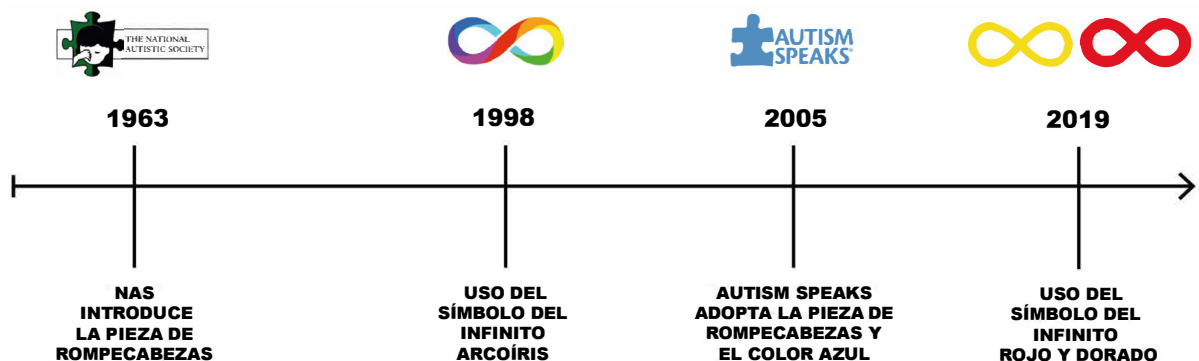 THE NATIONAL
AUTISTIC SOCIETY
AUTISM
SPEAKS®
1963
1998
2005
2019
NAS
INTRODUCE
LA PIEZA DE
ROMPECABEZAS
USO DEL
SÍMBOLO DEL
INFINITO
ARCOÍRIS
AUTISM SPEAKS
ADOPTA LA PIEZA DE
ROMPECABEZAS Y
EL COLOR AZUL
USO DEL
SÍMBOLO DEL
INFINITO
ROJO Y DORADO